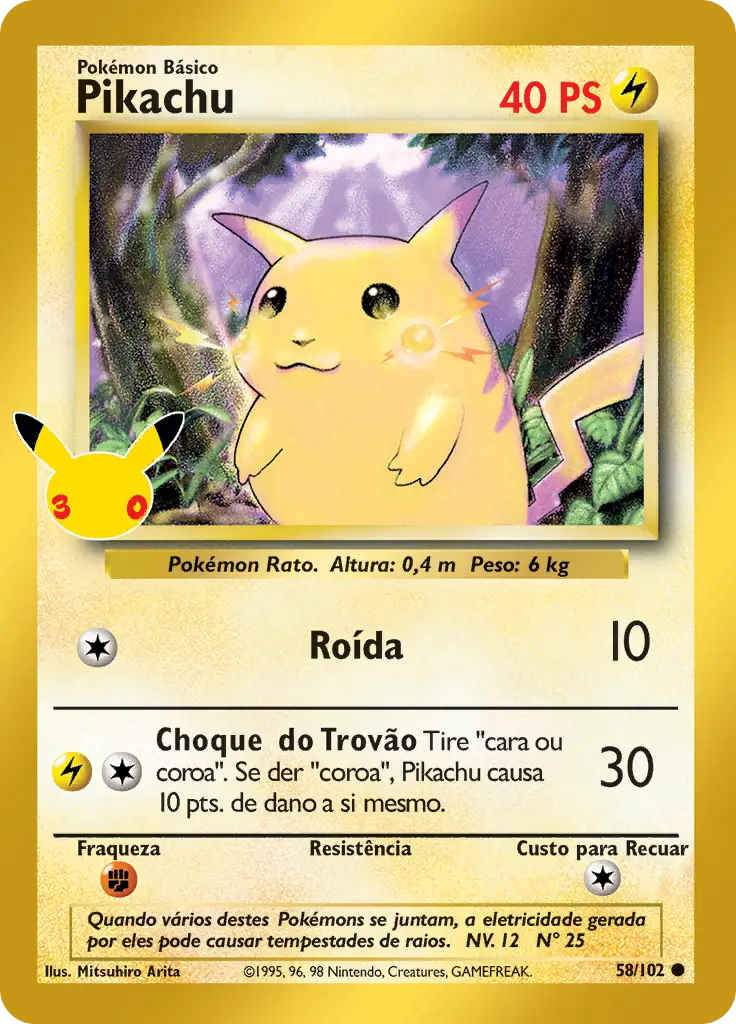 Pokémon Básico
Pikachu
40 PS
30
Pokémon Rato. Altura: 0,4 m Peso: 6 kg
Roída 10
Choque do Trovão Tire "cara ou
coroa". Se der "coroa", Pikachu causa
10 pts. de dano a si mesmo.
30
Fraqueza Resistência Custo para Recuar
Quando vários destes Pokémons se juntam, a eletricidade gerada
por eles pode causar tempestades de raios. NV. 12 Nº 25
Ilus. Mitsuhiro Arita ©1995, 96, 98 Nintendo, Creatures, GAMEFREAK. 58/102